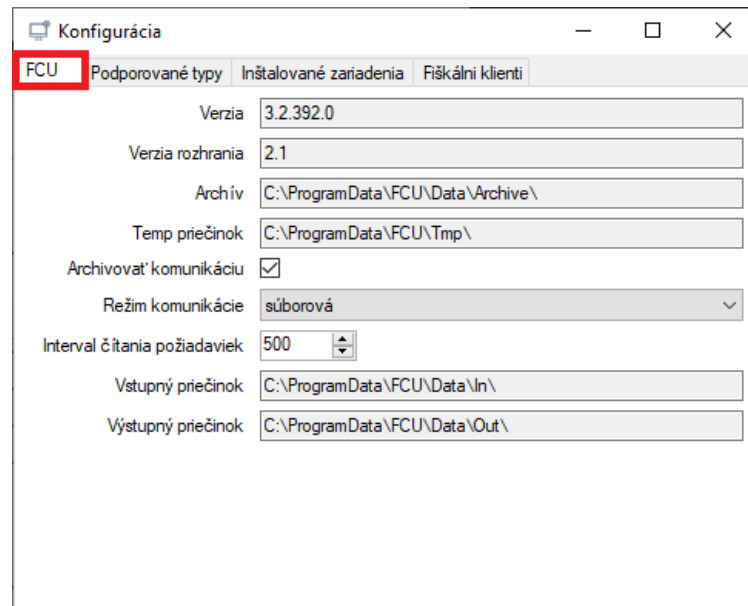 Konfigurácia
FCU Podporované typy Inštalované zariadenia Fiškálni klienti
Verzia 3.2.392.0
Verzia rozhrania 2.1
Archív C:\ProgramData\FCU\Data\Archive\
Temp priečinok C:\ProgramData\FCU\Tmp\
Archivovať komunikáciu
Režim komunikácie súborová
Interval čítania požiadaviek 500
Vstupný priečinok C:\ProgramData\FCU\Data\In\
Výstupný priečinok C:\ProgramData\FCU\Data\Out\